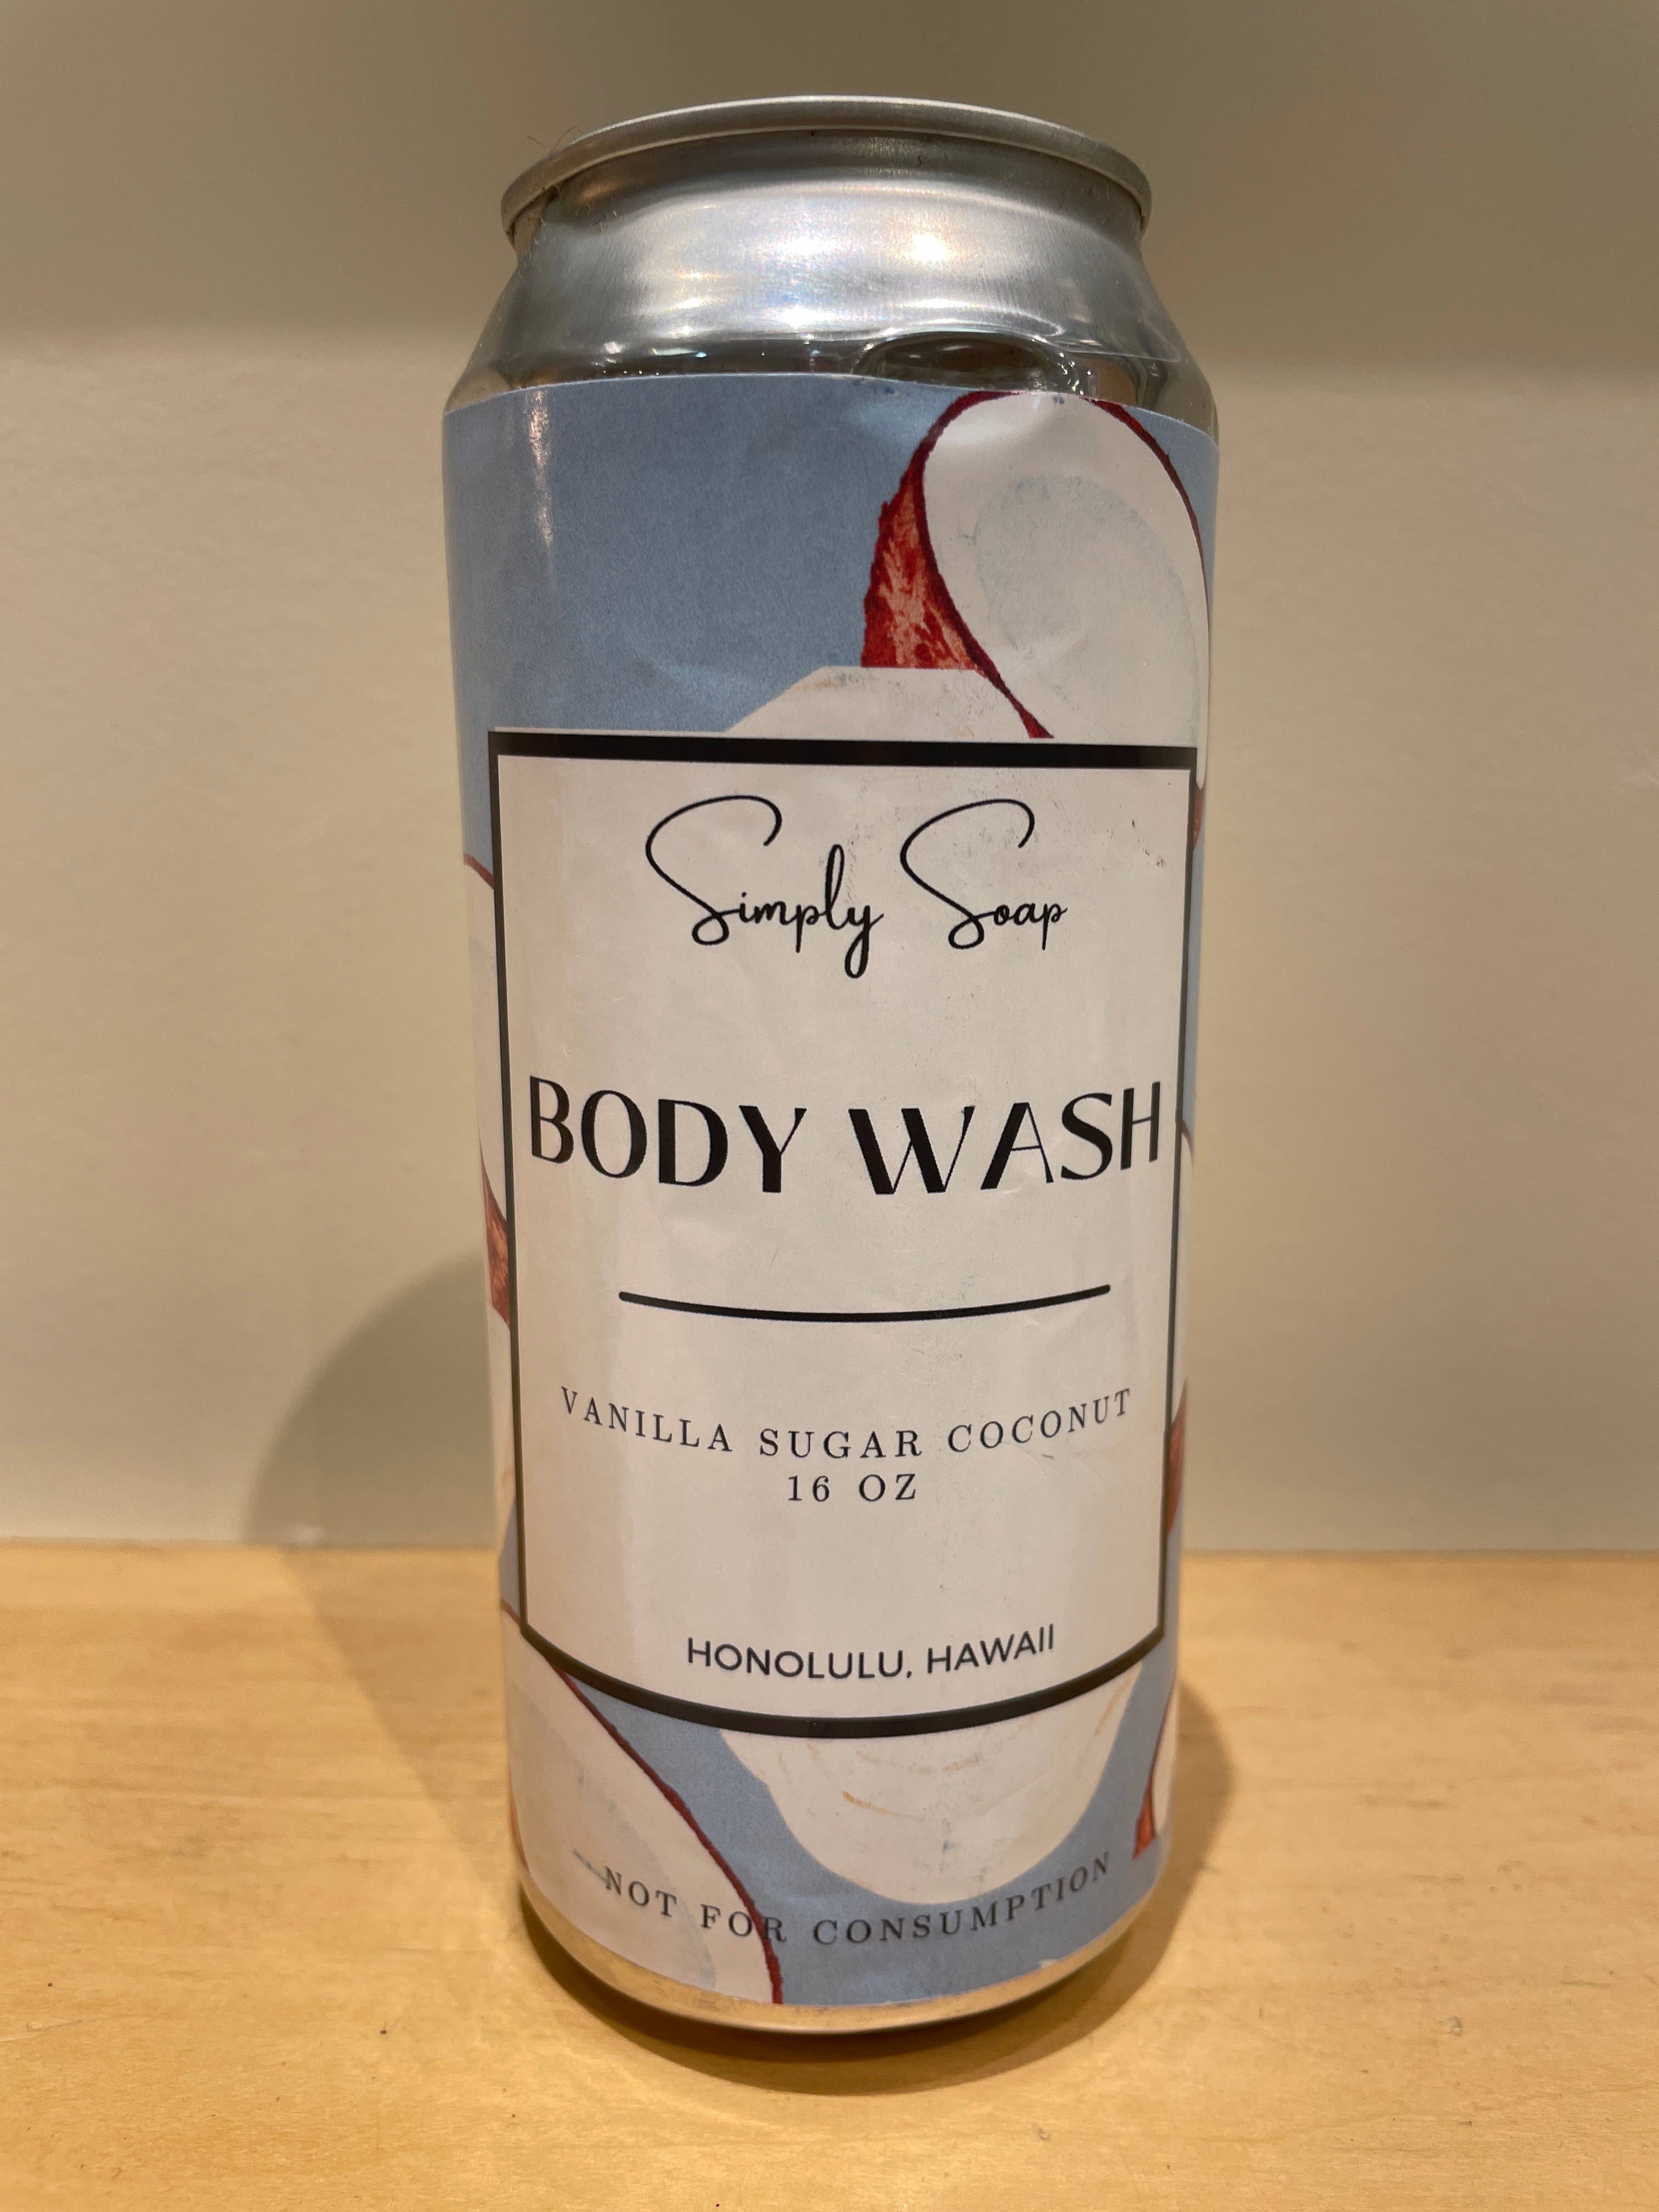 Simply Soap
BODY WASH
VANILLA SUGAR COCONUT
16 OZ
HONOLULU, HAWAII
NOT FOR CONSUMPTION